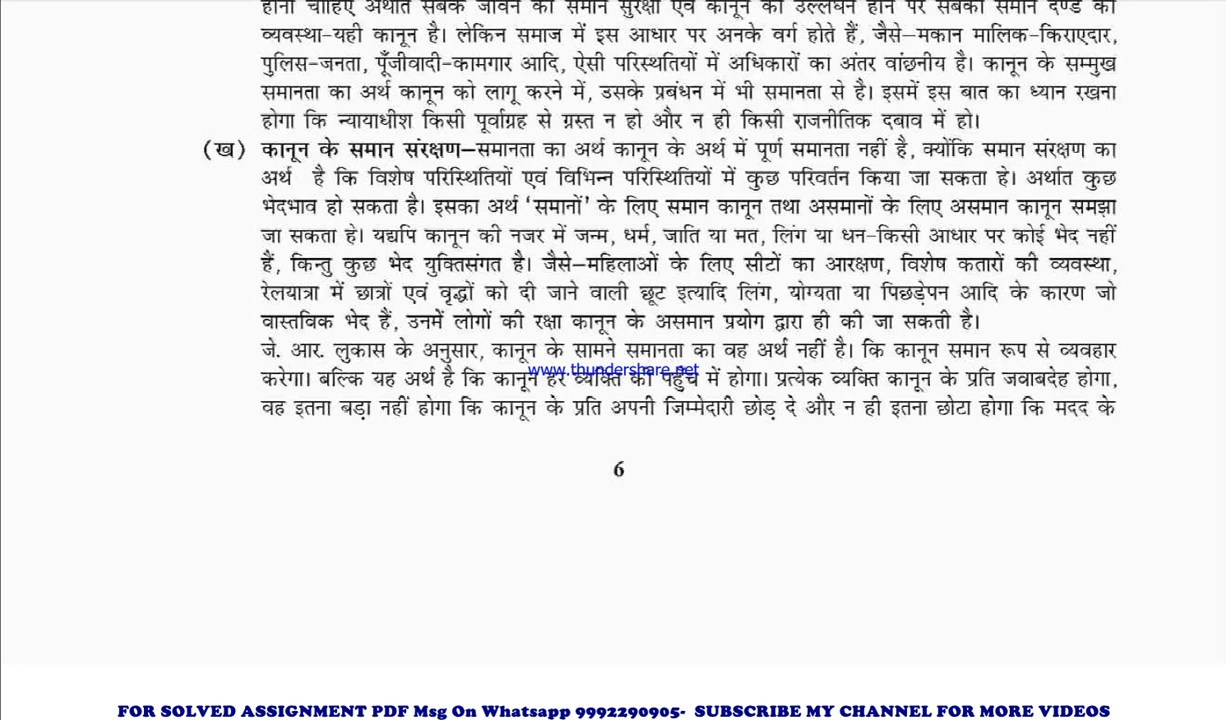 होनी चाहिए अर्थात सबके जीवन की समान सुरक्षा एवं कानून का उल्लंघन होने पर सबको समान दण्ड की
व्यवस्था-यही कानून है। लेकिन समाज में इस आधार पर अनके वर्ग होते हैं, जैसे–मकान मालिक-किराएदार,
पुलिस-जनता, पूँजीवादी-कामगार आदि, ऐसी परिस्थतियों में अधिकारों का अंतर वांछनीय है। कानून के सम्मुख
समानता का अर्थ कानून को लागू करने में, उसके प्रबंधन में भी समानता से है। इसमें इस बात का ध्यान रखना
होगा कि न्यायाधीश किसी पूर्वाग्रह से ग्रस्त न हो और न ही किसी राजनीतिक दबाव में हो।
(ख) कानून के समान संरक्षण–समानता का अर्थ कानून के अर्थ में पूर्ण समानता नहीं है, क्योंकि समान संरक्षण का
अर्थ है कि विशेष परिस्थितियों एवं विभिन्न परिस्थितियों में कुछ परिवर्तन किया जा सकता हे। अर्थात कुछ
भेदभाव हो सकता है। इसका अर्थ ‘समानों’ के लिए समान कानून तथा असमानों के लिए असमान कानून समझा
जा सकता हे। यद्यपि कानून की नजर में जन्म, धर्म, जाति या मत, लिंग या धन-किसी आधार पर कोई भेद नहीं
हैं, किन्तु कुछ भेद युक्तिसंगत है। जैसे–महिलाओं के लिए सीटों का आरक्षण, विशेष कतारों की व्यवस्था,
रेलयात्रा में छात्रों एवं वृद्धों को दी जाने वाली छूट इत्यादि लिंग, योग्यता या पिछड़ेपन आदि के कारण जो
वास्तविक भेद हैं, उनमें लोगों की रक्षा कानून के असमान प्रयोग द्वारा ही की जा सकती है।
जे. आर. लुकास के अनुसार, कानून के सामने समानता का वह अर्थ नहीं है। कि कानून समान रूप से व्यवहार
www.thundershare.net
करेगा। बल्कि यह अर्थ है कि कानून हर व्यक्ति की पहुँच में होगा। प्रत्येक व्यक्ति कानून के प्रति जवाबदेह होगा,
वह इतना बड़ा नहीं होगा कि कानून के प्रति अपनी जिम्मेदारी छोड़ दे और न ही इतना छोटा होगा कि मदद के
6
FOR SOLVED ASSIGNMENT PDF Msg On Whatsapp 9992290905- SUBSCRIBE MY CHANNEL FOR MORE VIDEOS